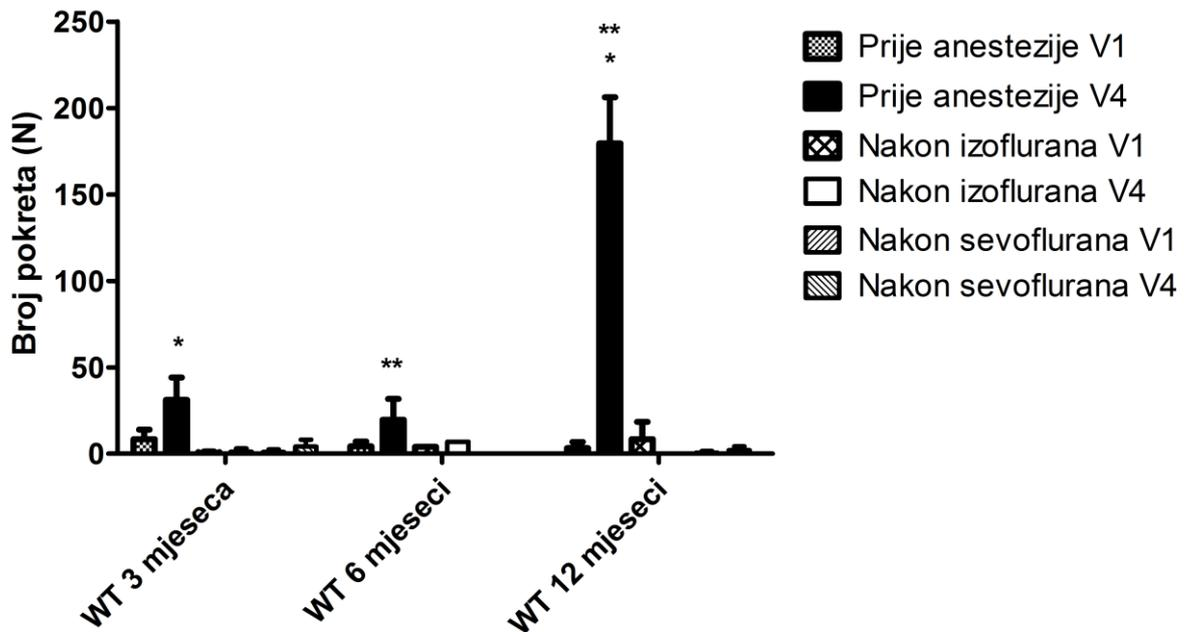 Broj pokreta (N)
250
200
150
100
50
0
*
**
**
*
WT 3 mjeseca
WT 6 mjeseci
WT 12 mjeseci
Prije anestezije V1
Prije anestezije V4
Nakon izoflurana V1
Nakon izoflurana V4
Nakon sevoflurana V1
Nakon sevoflurana V4